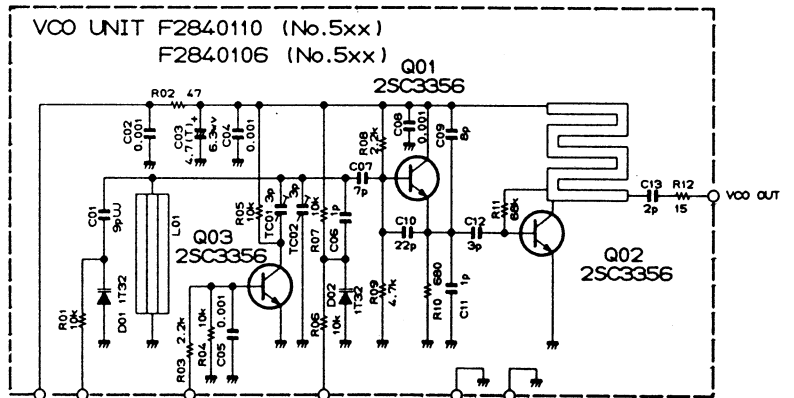 VCO UNIT F2840110 (No.5xx)
F2840106 (No.5xx)
Q01
2SC3356
R02 47
C02
0.001
C03
4.7(T)
+
6.3wv
C04
0.001
R08
2.2k
C08
0.001
C09
8p
C07
7p
C13
2p
R12
15
VCO OUT
C01
9pUJ
L01
R05
10k
TC01
3p
3p
TC02
R07
10k
C06
1p
C10
22p
C12
3p
R11
68k
Q03
2SC3356
Q02
2SC3356
R01
10k
D01
1T32
R03
2.2k
R04
10k
C05
0.001
D02
1T32
R06
10k
R09
4.7k
R10
680
C11
1p